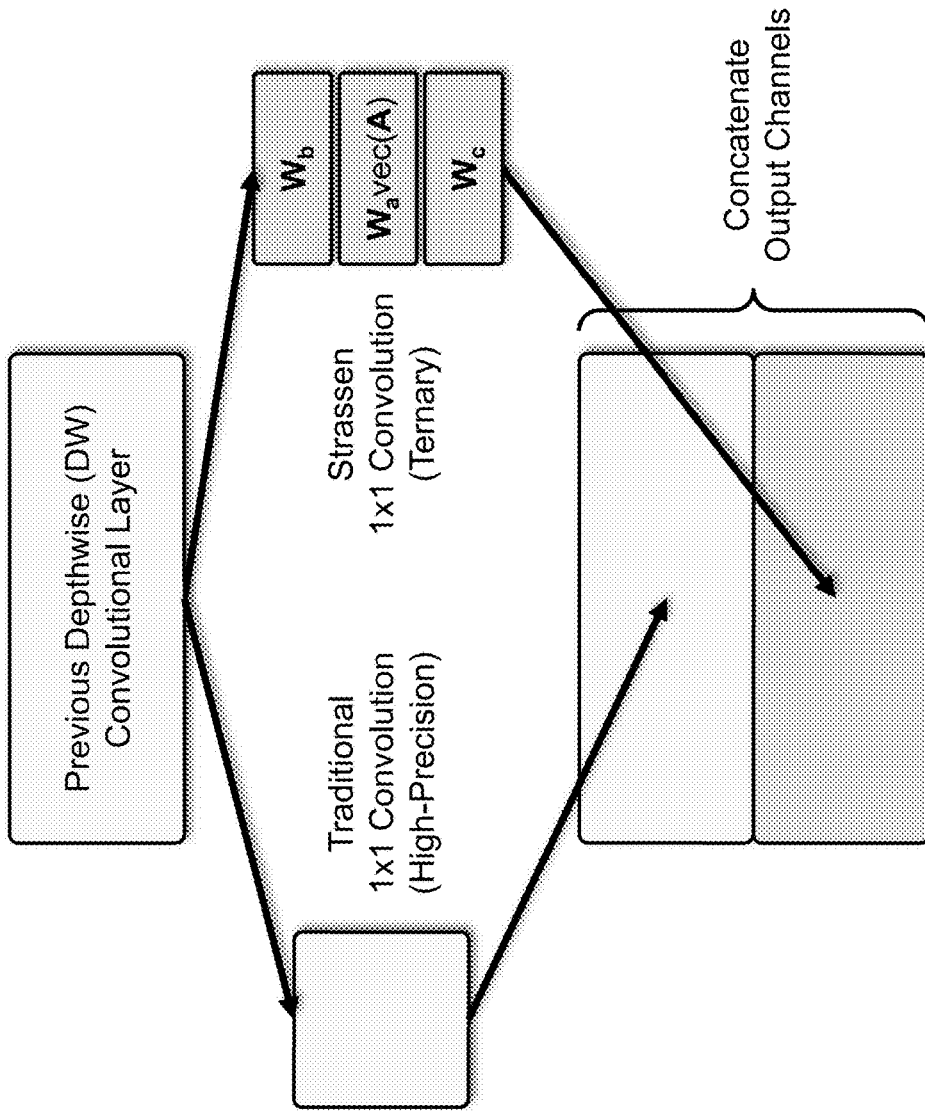 Previous Depthwise (DW)
Convolutional Layer
Traditional
1x1 Convolution
(High-Precision)
Strassen
1x1 Convolution
(Ternary)
W_b
W_a vec(A)
W_c
Concatenate
Output Channels